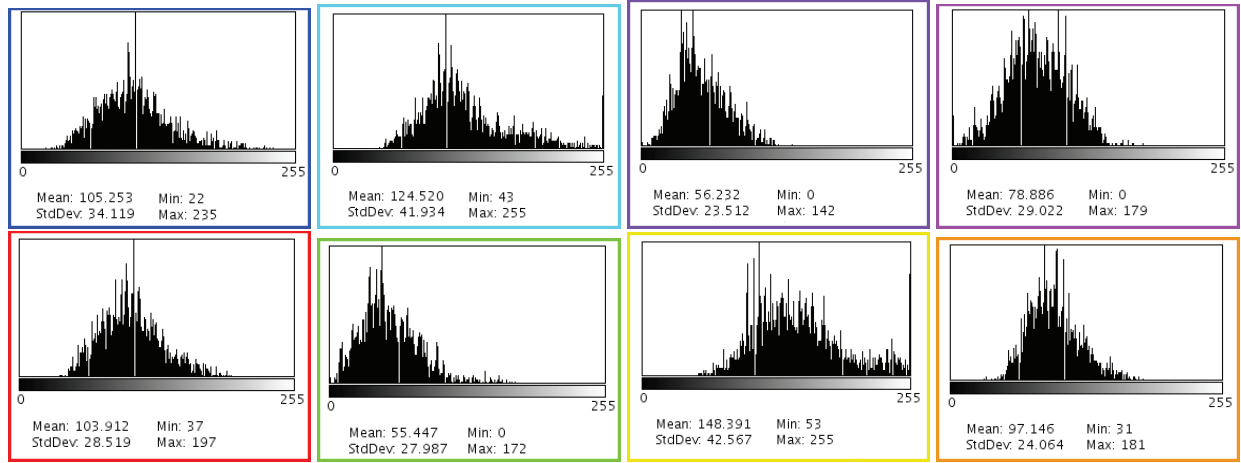 0 255
Mean: 105.253 Min: 22
StdDev: 34.119 Max: 235
0 255
Mean: 124.520 Min: 43
StdDev: 41.934 Max: 255
0 255
Mean: 56.232 Min: 0
StdDev: 23.512 Max: 142
0 255
Mean: 78.886 Min: 0
StdDev: 29.022 Max: 179
0 255
Mean: 103.912 Min: 37
StdDev: 28.519 Max: 197
0 255
Mean: 55.447 Min: 0
StdDev: 27.987 Max: 172
0 255
Mean: 148.391 Min: 53
StdDev: 42.567 Max: 255
0 255
Mean: 97.146 Min: 31
StdDev: 24.064 Max: 181